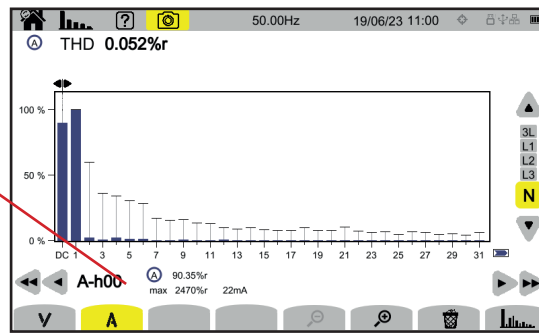 ? 50.00Hz 19/06/23 11:00
A THD 0.052%r
100 %
50 %
0 %
DC 1 3 5 7 9 11 13 15 17 19 21 23 25 27 29 31
3L
L1
L2
L3
N
A-h00 A 90.35%r
max 2470%r 22mA
V A